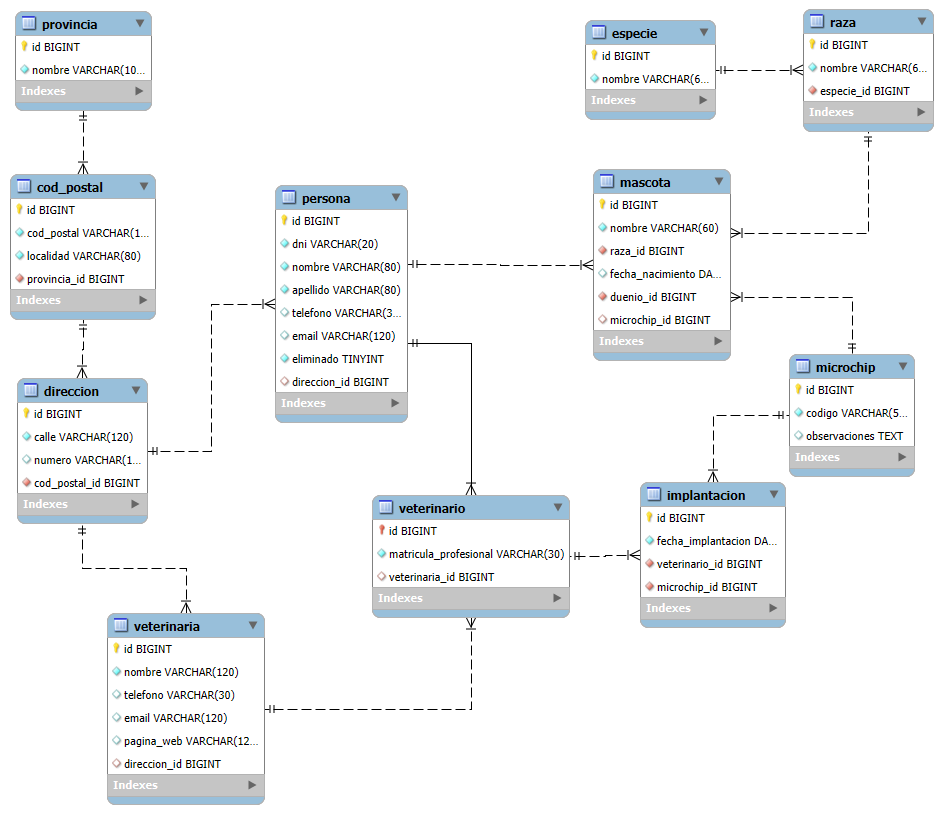 provincia
id BIGINT
nombre VARCHAR(10...
Indexes
cod_postal
id BIGINT
cod_postal VARCHAR(1...
localidad VARCHAR(80)
provincia_id BIGINT
Indexes
direccion
id BIGINT
calle VARCHAR(120)
numero VARCHAR(1...
cod_postal_id BIGINT
Indexes
veterinaria
id BIGINT
nombre VARCHAR(120)
telefono VARCHAR(30)
email VARCHAR(120)
pagina_web VARCHAR(12...
direccion_id BIGINT
Indexes
persona
id BIGINT
dni VARCHAR(20)
nombre VARCHAR(80)
apellido VARCHAR(80)
telefono VARCHAR(3...
email VARCHAR(120)
eliminado TINYINT
direccion_id BIGINT
Indexes
veterinario
id BIGINT
matricula_profesional VARCHAR(30)
veterinaria_id BIGINT
Indexes
especie
id BIGINT
nombre VARCHAR(6...
Indexes
raza
id BIGINT
nombre VARCHAR(6...
especie_id BIGINT
Indexes
mascota
id BIGINT
nombre VARCHAR(60)
raza_id BIGINT
fecha_nacimiento DA...
duenio_id BIGINT
microchip_id BIGINT
Indexes
microchip
id BIGINT
codigo VARCHAR(5...
observaciones TEXT
Indexes
implantacion
id BIGINT
fecha_implantacion DA...
veterinario_id BIGINT
microchip_id BIGINT
Indexes